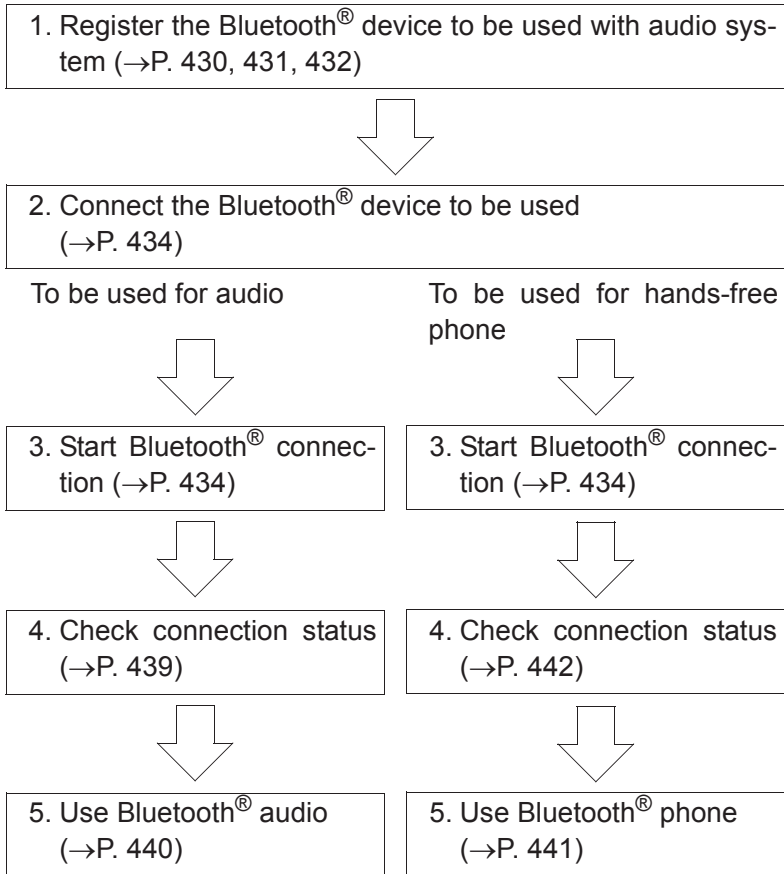 1. Register the Bluetooth® device to be used with audio sys-
tem (→P. 430, 431, 432)
2. Connect the Bluetooth® device to be used
(→P. 434)
To be used for audio
3. Start Bluetooth® connec-
tion (→P. 434)
4. Check connection status
(→P. 439)
5. Use Bluetooth® audio
(→P. 440)
To be used for hands-free
phone
3. Start Bluetooth® connec-
tion (→P. 434)
4. Check connection status
(→P. 442)
5. Use Bluetooth® phone
(→P. 441)